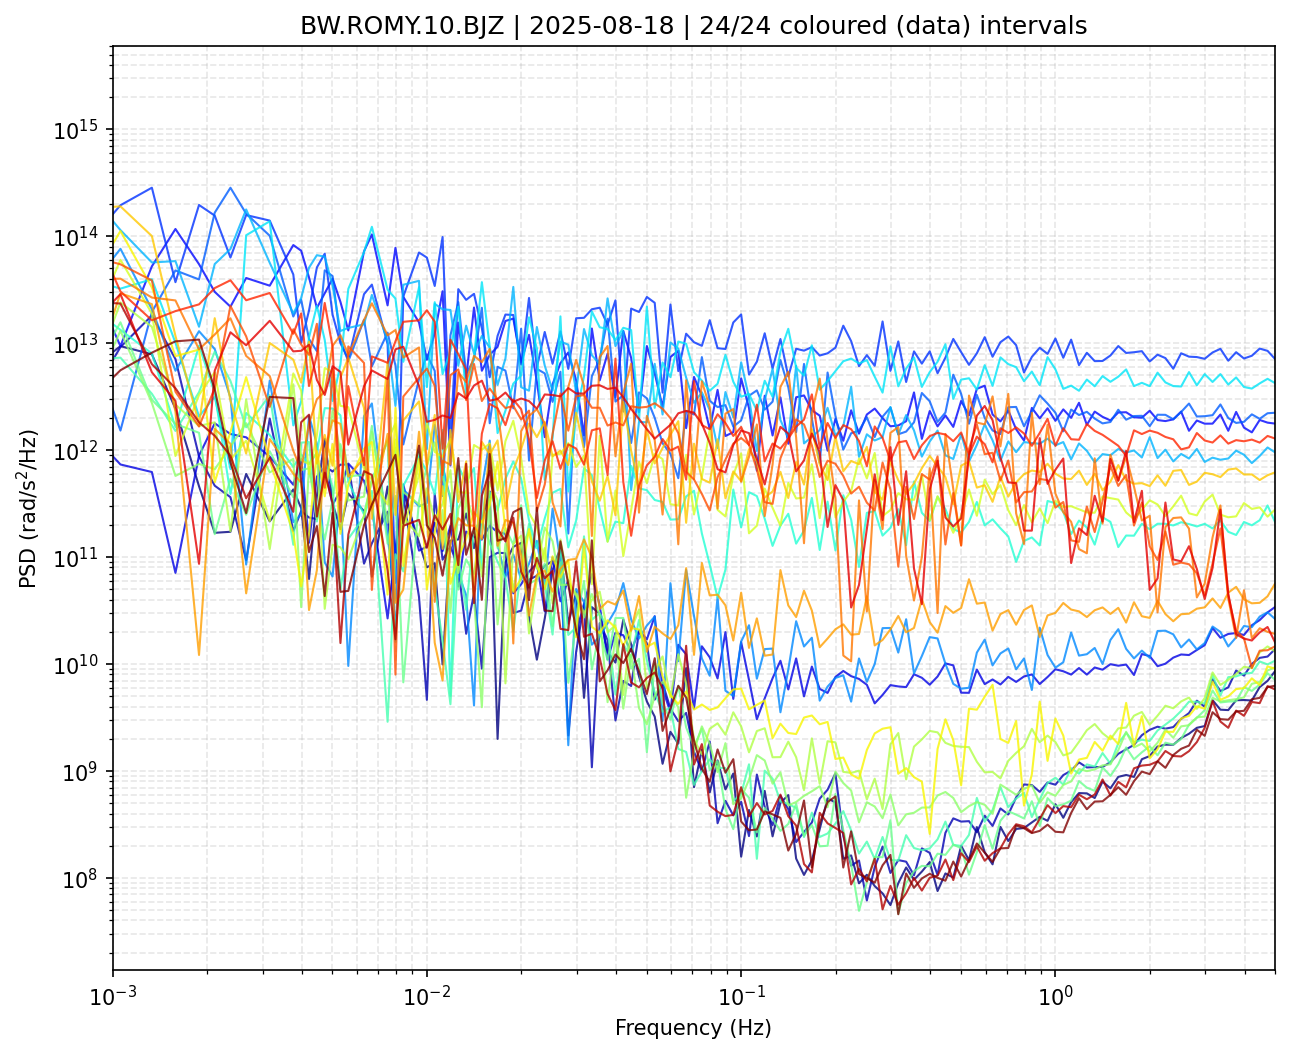 BW.ROMY.10.BJZ | 2025-08-18 | 24/24 coloured (data) intervals
PSD (rad/s²/Hz)
10¹⁵
10¹⁴
10¹³
10¹²
10¹¹
10¹⁰
10⁹
10⁸
10⁻³ 10⁻² 10⁻¹ 10⁰
Frequency (Hz)